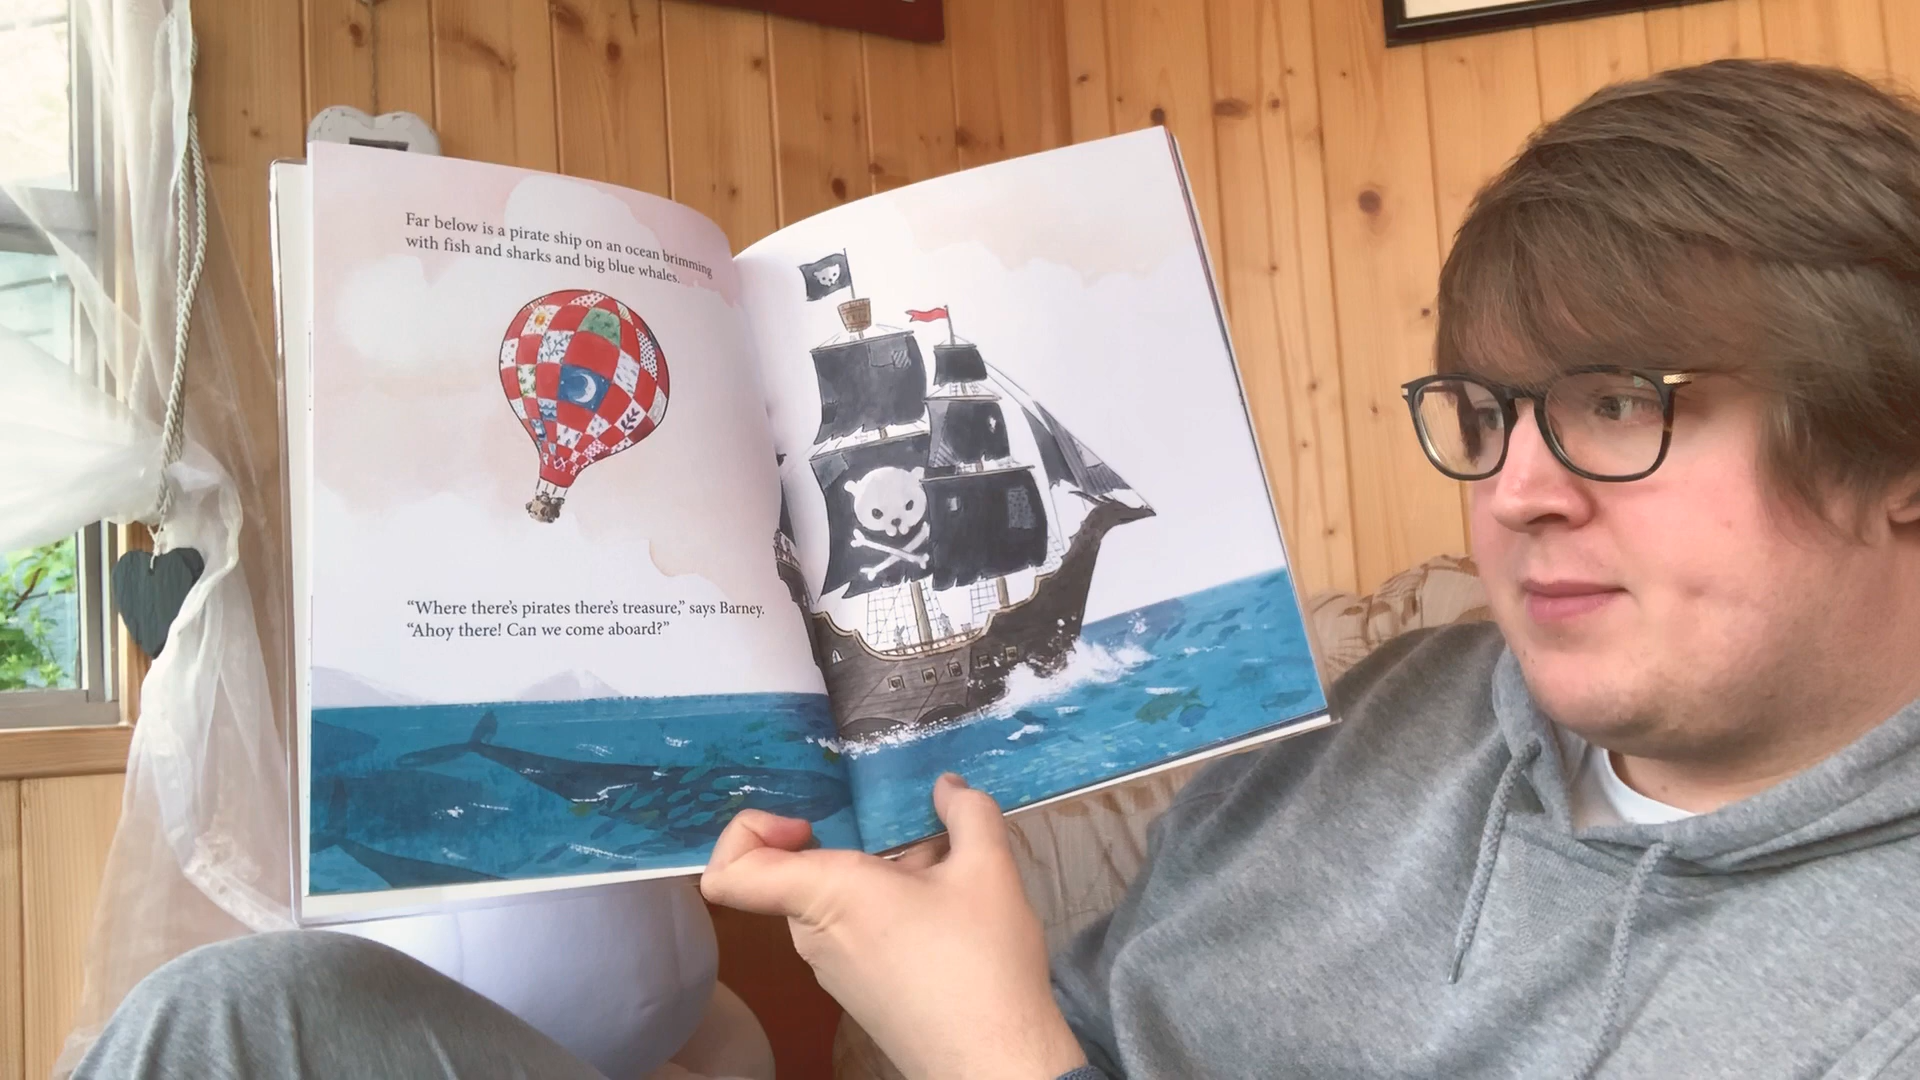 Far below is a pirate ship on an ocean brimming
with fish and sharks and big blue whales.
“Where there’s pirates there’s treasure,” says Barney.
“Ahoy there! Can we come aboard?”